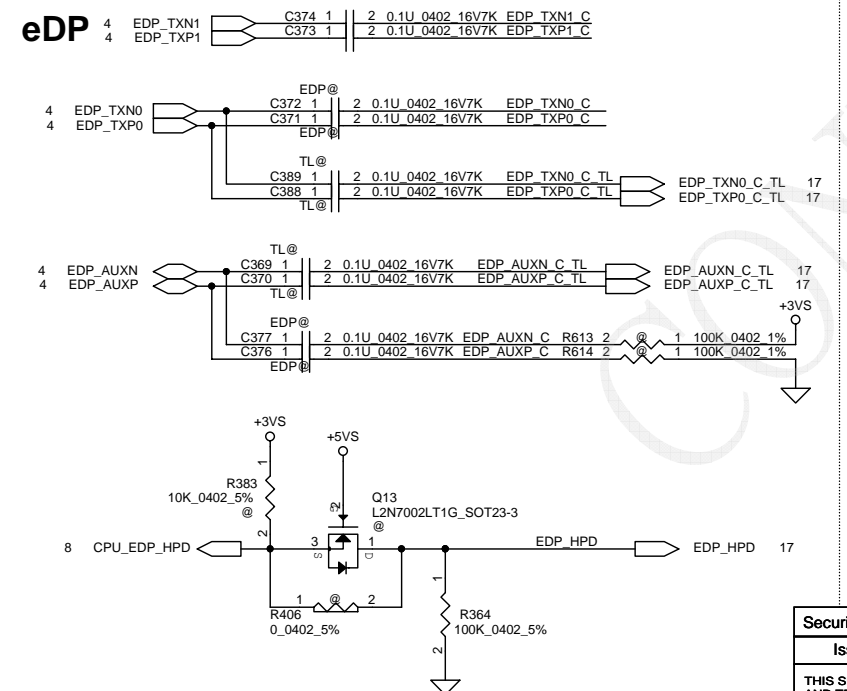 eDP
4 EDP_TXN1 C374 1 2 0.1U_0402_16V7K EDP_TXN1_C
4 EDP_TXP1 C373 1 2 0.1U_0402_16V7K EDP_TXP1_C
EDP@
4 EDP_TXN0 C372 1 2 0.1U_0402_16V7K EDP_TXN0_C
4 EDP_TXP0 C371 1 2 0.1U_0402_16V7K EDP_TXP0_C
EDP@
TL@
C389 1 2 0.1U_0402_16V7K EDP_TXN0_C_TL EDP_TXN0_C_TL 17
C388 1 2 0.1U_0402_16V7K EDP_TXP0_C_TL EDP_TXP0_C_TL 17
TL@
TL@
4 EDP_AUXN C369 1 2 0.1U_0402_16V7K EDP_AUXN_C_TL EDP_AUXN_C_TL 17
4 EDP_AUXP C370 1 2 0.1U_0402_16V7K EDP_AUXP_C_TL EDP_AUXP_C_TL 17
TL@
+3VS
EDP@
C377 1 2 0.1U_0402_16V7K EDP_AUXN_C R613 2 @ 1 100K_0402_1%
C376 1 2 0.1U_0402_16V7K EDP_AUXP_C R614 2 @ 1 100K_0402_1%
EDP@
+3VS
+5VS
1
R383
10K_0402_5%
@
2
2
G
Q13
L2N7002LT1G_SOT23-3
@
8 CPU_EDP_HPD 3 S 1 D EDP_HPD EDP_HPD 17
1 @ 2
R406
0_0402_5%
1
R364
100K_0402_5%
2
Securi
Is
THIS S
CON